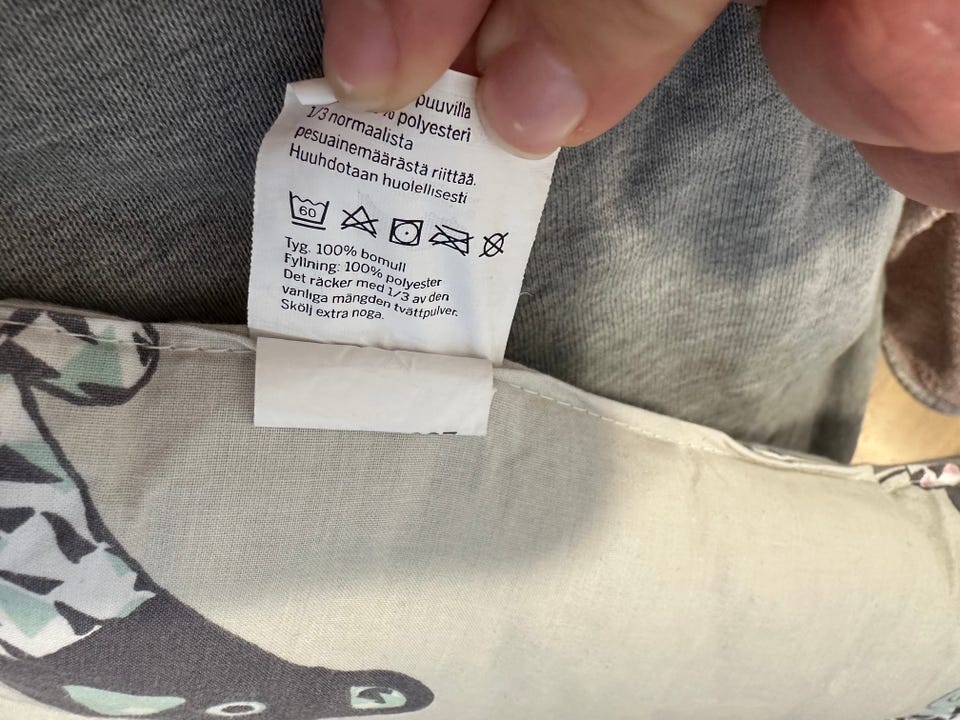 puuvilla
% polyesteri
1/3 normaalista
pesuainemäärästä riittää.
Huuhdotaan huolellisesti
60
Tyg. 100% bomull
Fyllning: 100% polyester
Det räcker med 1/3 av den
vanliga mängden tvättpulver.
Skölj extra noga.